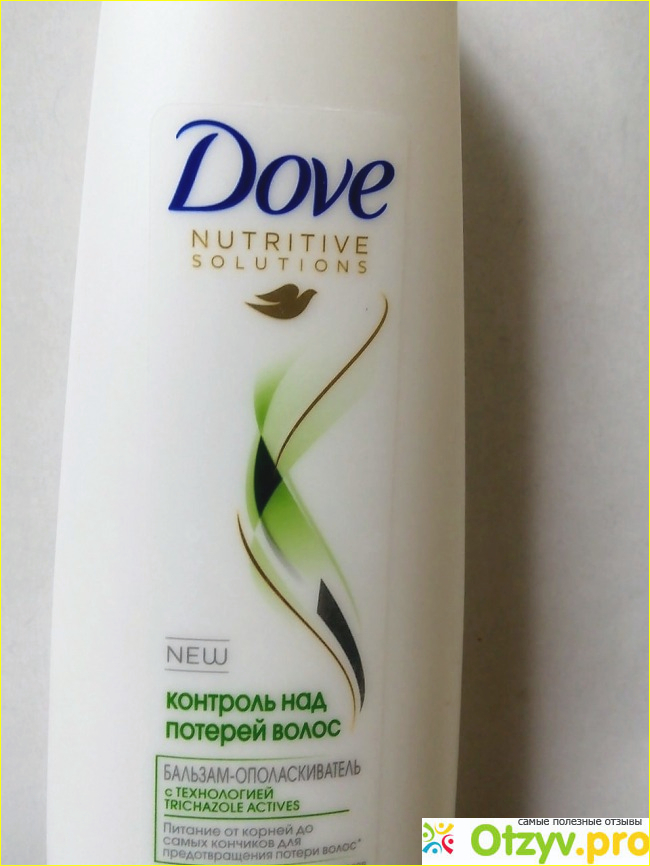 Dove
NUTRITIVE
SOLUTIONS
NEW
контроль над
потерей волос
БАЛЬЗАМ-ОПОЛАСКИВАТЕЛЬ
с ТЕХНОЛОГИЕЙ
TRICHAZOLE ACTIVES
Питание от корней до
самых кончиков для
предотвращения потери волос*
самые полезные отзывы
Otzyv.pro